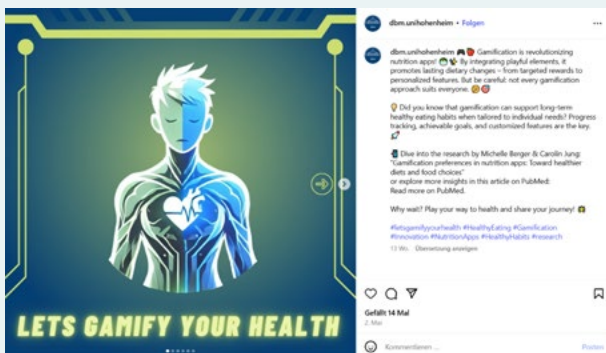 LETS GAMIFY YOUR HEALTH
dbm.unihohenheim • Folgen
dbm.unihohenheim 🎮🍎 Gamification is revolutionizing
nutrition apps! By integrating playful elements, it
promotes lasting dietary changes – from targeted rewards to
personalized features. But be careful: not every gamification
approach suits everyone.
💡 Did you know that gamification can support long-term
healthy eating habits when tailored to individual needs? Progress
tracking, achievable goals, and customized features are the key.
🚀
Dive into the research by Michelle Berger & Carolin Jung:
"Gamification preferences in nutrition apps: Toward healthier
diets and food choices"
or explore more insights in this article on PubMed:
Read more on PubMed.
Why wait? Play your way to health and share your journey!
#letsgamifyyourhealth #HealthyEating #Gamification
#Innovation #NutritionApps #HealthyHabits #research
13 Wo. Übersetzung anzeigen
Gefällt 14 Mal
2. Mai
Kommentieren ...
Posten